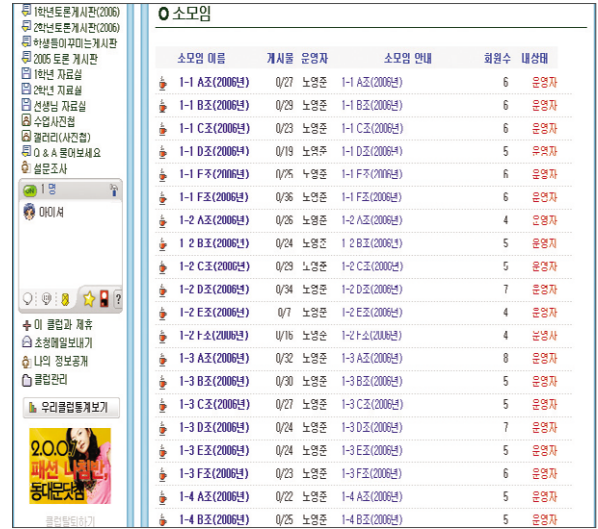 1학년토론게시판(2006)
2학년토론게시판(2006)
학생들이꾸미는게시판
2005 토론 게시판
1학년 자료실
2학년 자료실
선생님 자료실
수업사진첩
갤러리(사진첩)
Q & A 물어보세요
설문조사
on 1 명
아이셔
?
이 클럽과 제휴
초청메일보내기
나의 정보공개
클럽관리
우리클럽통계보기
2.0.0
패션 나침반,
동대문닷컴
클럽탈퇴하기
소모임
소모임 이름 게시물 운영자 소모임 안내 회원수 내상태
1-1 A조(2006년) 0/27 노영준 1-1 A조(2006년) 6 운영자
1-1 B조(2006년) 0/29 노영준 1-1 B조(2006년) 6 운영자
1-1 C조(2006년) 0/23 노영준 1-1 C조(2006년) 6 운영자
1-1 D조(2006년) 0/19 노영준 1-1 D조(2006년) 5 운영자
1-1 E조(2006년) 0/25 노영준 1-1 E조(2006년) 6 운영자
1-1 F조(2006년) 0/36 노영준 1-1 F조(2006년) 6 운영자
1-2 A조(2006년) 0/26 노영준 1-2 A조(2006년) 4 운영자
1-2 B조(2006년) 0/24 노영준 1-2 B조(2006년) 5 운영자
1-2 C조(2006년) 0/29 노영준 1-2 C조(2006년) 5 운영자
1-2 D조(2006년) 0/34 노영준 1-2 D조(2006년) 7 운영자
1-2 E조(2006년) 0/7 노영준 1-2 E조(2006년) 4 운영자
1-2 F조(2006년) 0/16 노영준 1-2 F조(2006년) 4 운영자
1-3 A조(2006년) 0/32 노영준 1-3 A조(2006년) 8 운영자
1-3 B조(2006년) 0/30 노영준 1-3 B조(2006년) 5 운영자
1-3 C조(2006년) 0/27 노영준 1-3 C조(2006년) 5 운영자
1-3 D조(2006년) 0/24 노영준 1-3 D조(2006년) 7 운영자
1-3 E조(2006년) 0/24 노영준 1-3 E조(2006년) 5 운영자
1-3 F조(2006년) 0/23 노영준 1-3 F조(2006년) 6 운영자
1-4 A조(2006년) 0/22 노영준 1-4 A조(2006년) 5 운영자
1-4 B조(2006년) 0/25 노영준 1-4 B조(2006년) 5 운영자